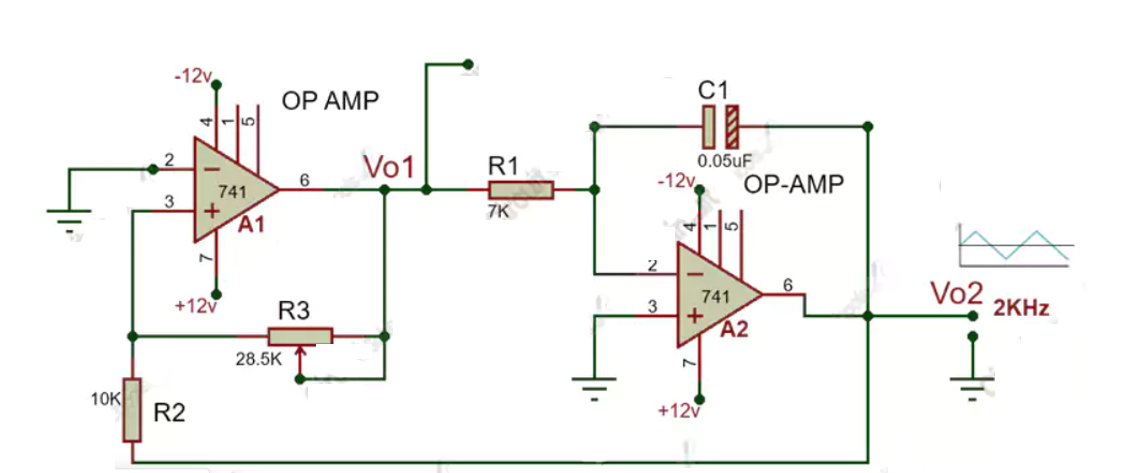 -12v
OP AMP
4
1
5
2
741
3
A1
6
7
+12v
Vo1
R1
7K
C1
0.05uF
-12v
OP-AMP
4
1
5
2
741
3
A2
6
7
+12v
Vo2
2KHz
R3
28.5K
10K
R2